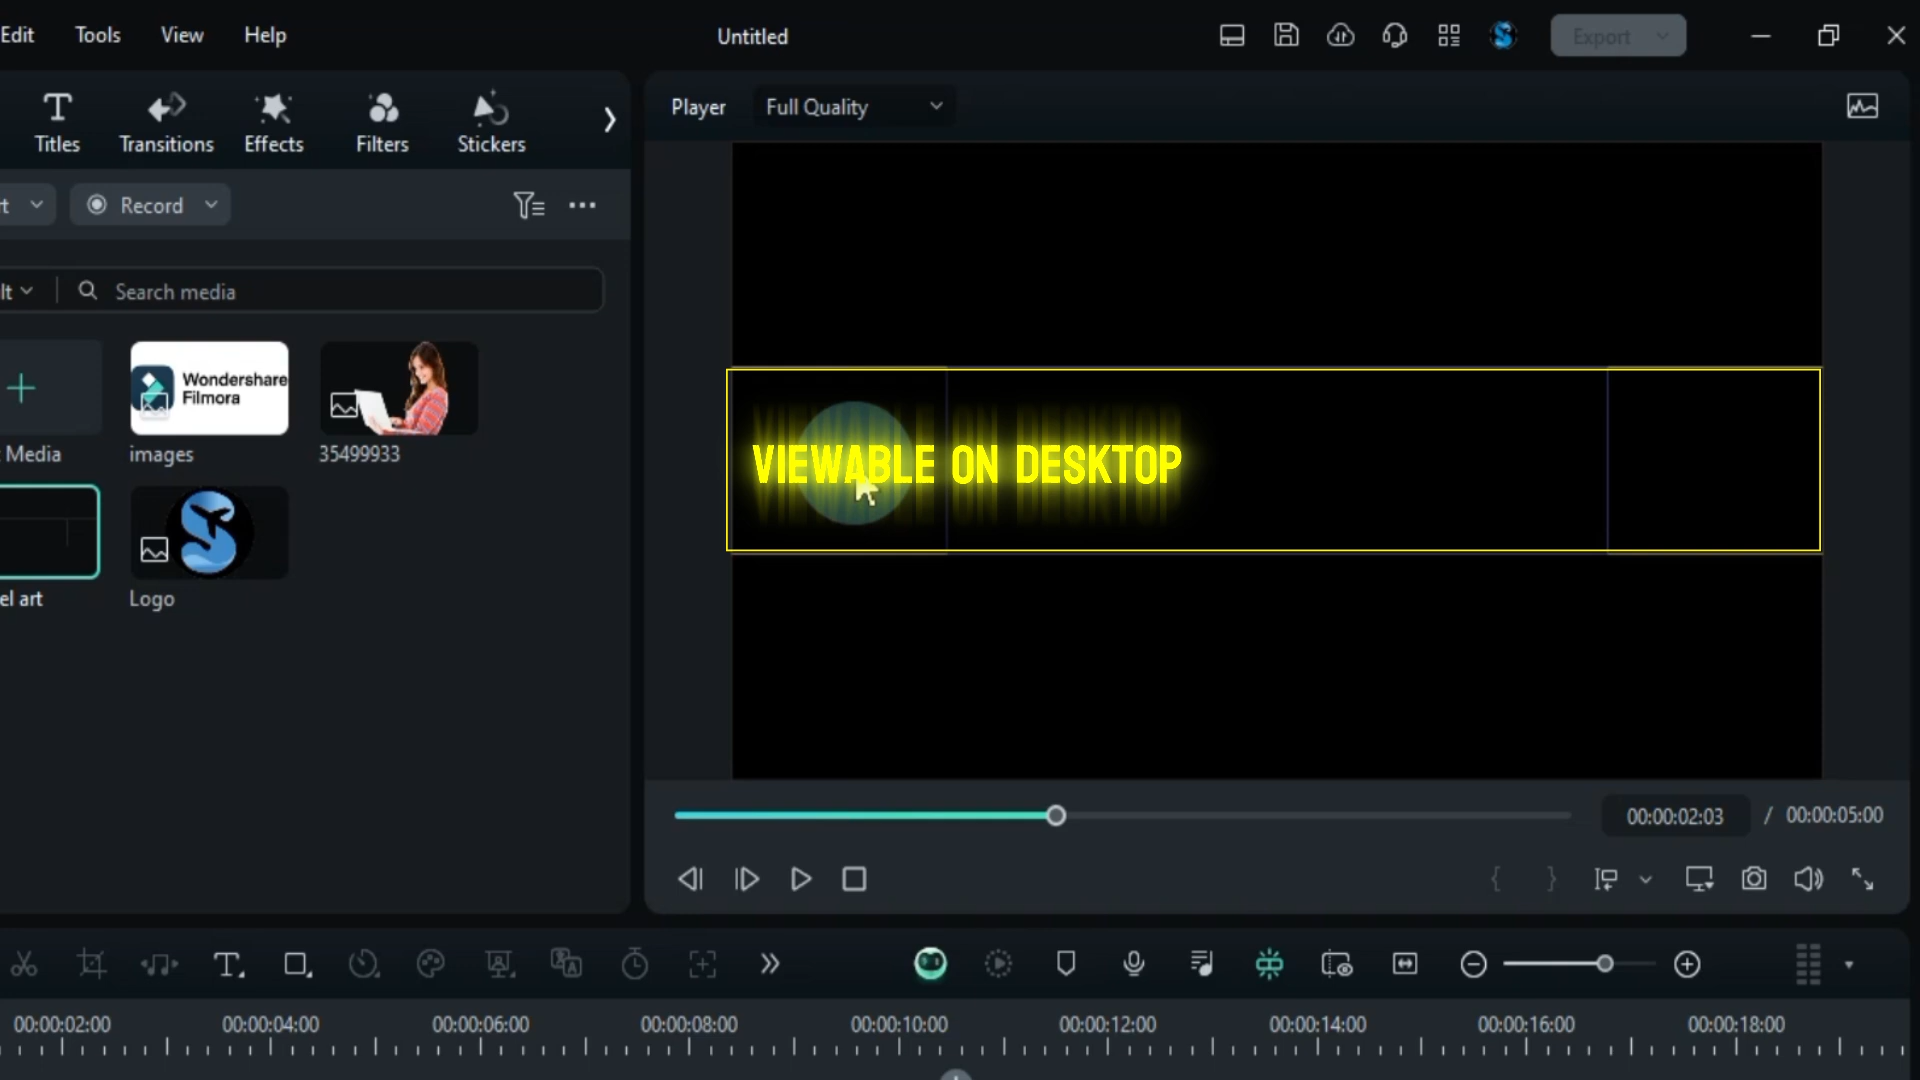 Edit Tools View Help Untitled Export
Titles Transitions Effects Filters Stickers
Player Full Quality
Record
Search media
Wondershare
Filmora
Media images 35499933
VIEWABLE ON DESKTOP
el art Logo
00:00:02:03 / 00:00:05:00
00:00:02:00 00:00:04:00 00:00:06:00 00:00:08:00 00:00:10:00 00:00:12:00 00:00:14:00 00:00:16:00 00:00:18:00